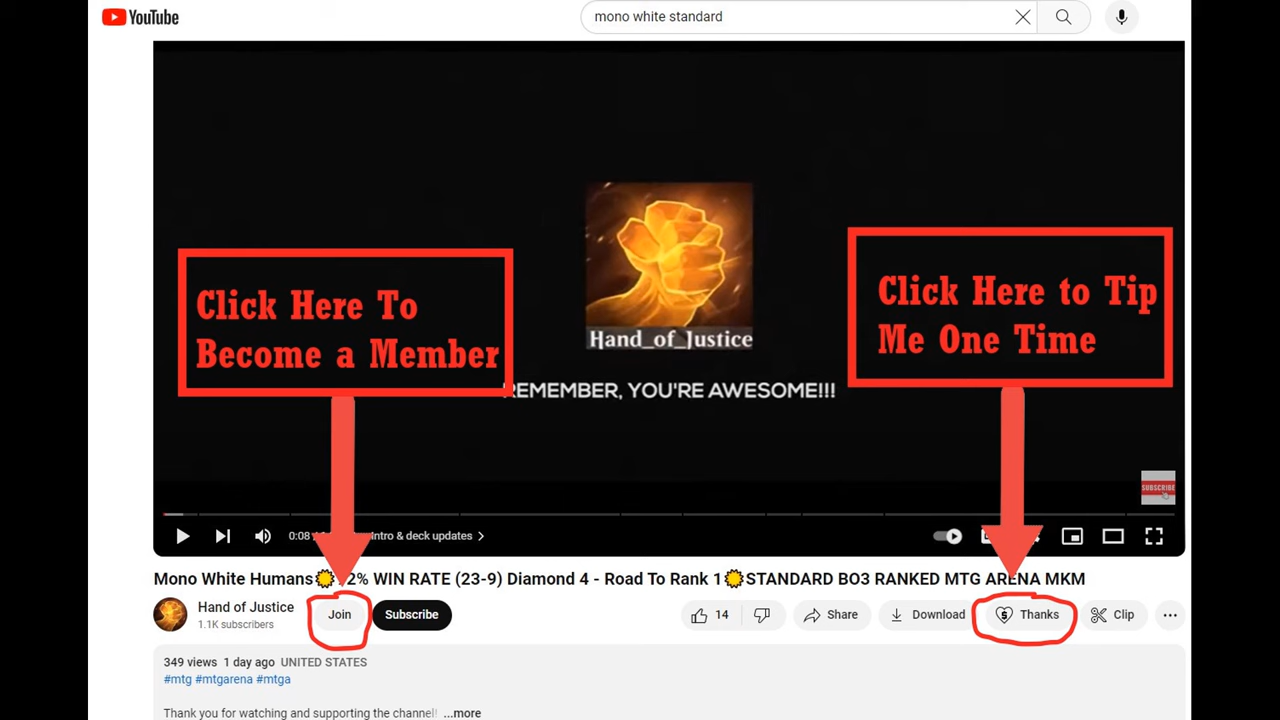 YouTube
mono white standard
Click Here To
Become a Member
Click Here to Tip
Me One Time
Hand_of_Justice
REMEMBER, YOU'RE AWESOME!!!
SUBSCRIBE
0:08
Intro & deck updates
Mono White Humans 2% WIN RATE (23-9) Diamond 4 - Road To Rank 1 STANDARD BO3 RANKED MTG ARENA MKM
Hand of Justice
1.1K subscribers
Join
Subscribe
14
Share
Download
Thanks
Clip
349 views 1 day ago UNITED STATES
#mtg #mtgarena #mtga
Thank you for watching and supporting the channel! ...more